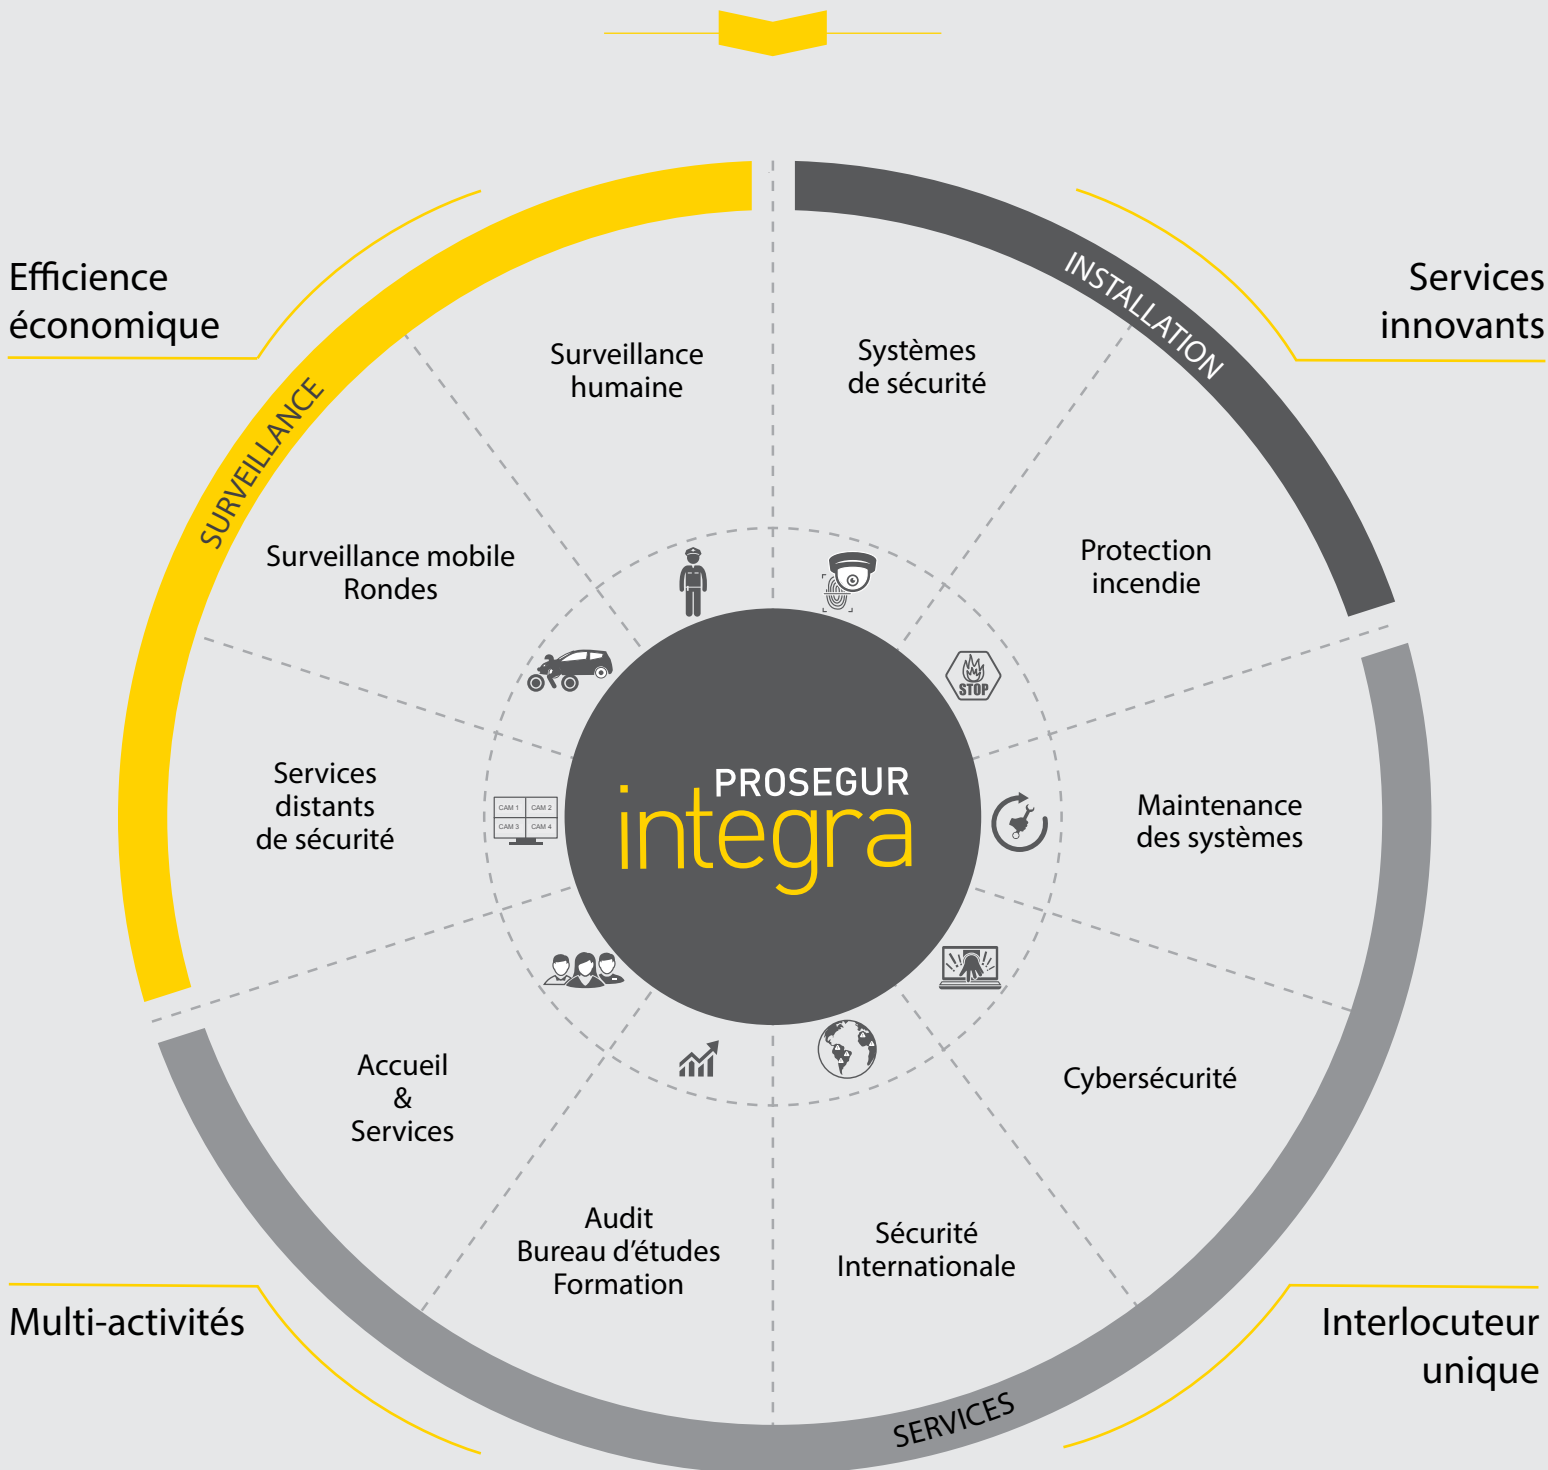 Efficience
économique
Services
innovants
INSTALLATION
SURVEILLANCE
Surveillance
humaine
Systèmes
de sécurité
Surveillance mobile
Rondes
Protection
incendie
STOP
Services
distants
de sécurité
CAM 1
CAM 2
CAM 3
CAM 4
PROSEGUR
integra
Maintenance
des systèmes
Accueil
&
Services
Cybersécurité
Audit
Bureau d’études
Formation
Sécurité
Internationale
Multi-activités
Interlocuteur
unique
SERVICES